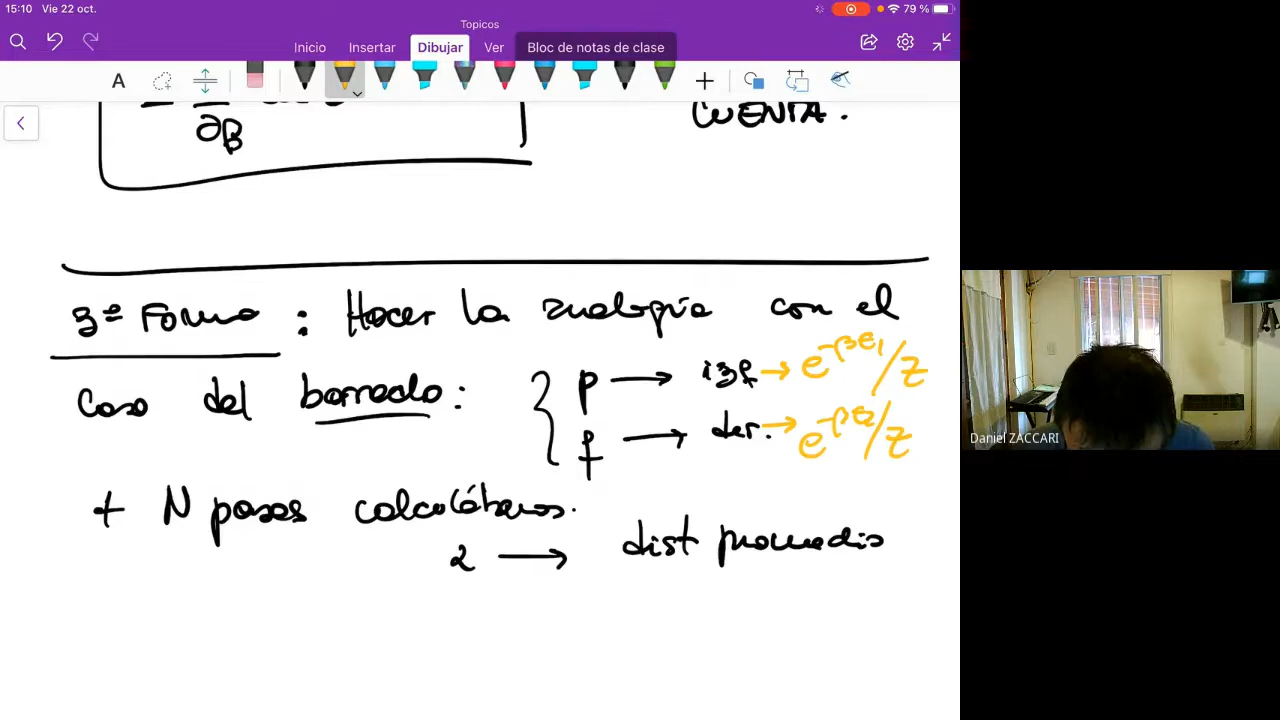 15:10 Vie 22 oct.
79 %
Topicos
Inicio Insertar Dibujar Ver Bloc de notas de clase
A
∂β
CUENTA.
3ª Forma : Hacer la analogía con el
caso del borracho : { p → izq → e^-βε1/Z
q → der. → e^-βε2/Z
+ N pasos calculábamos.
2 → dist promedio
Daniel ZACCARI